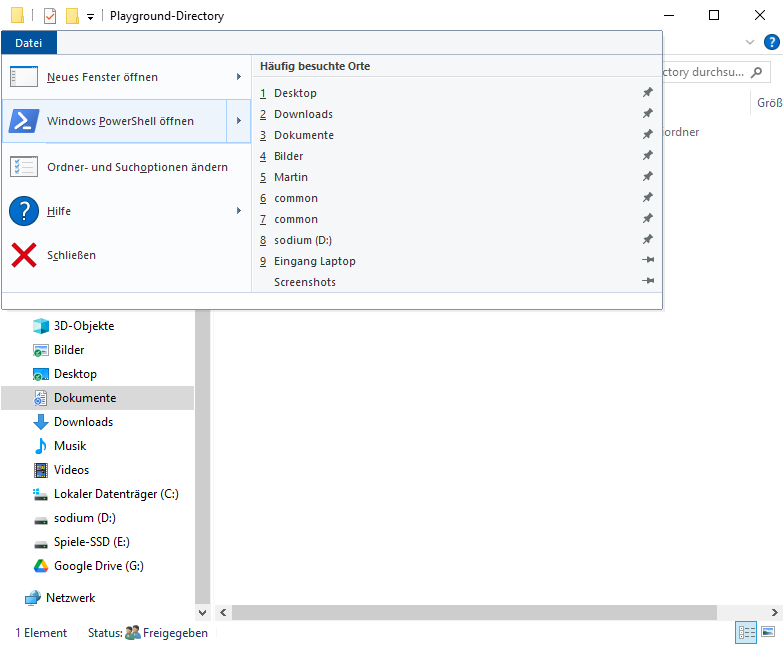 Playground-Directory
Datei
Neues Fenster öffnen
Windows PowerShell öffnen
Ordner- und Suchoptionen ändern
Hilfe
Schließen
Häufig besuchte Orte
1 Desktop
2 Downloads
3 Dokumente
4 Bilder
5 Martin
6 common
7 common
8 sodium (D:)
9 Eingang Laptop
Screenshots
ctory durchsu...
Größ
ordner
3D-Objekte
Bilder
Desktop
Dokumente
Downloads
Musik
Videos
Lokaler Datenträger (C:)
sodium (D:)
Spiele-SSD (E:)
Google Drive (G:)
Netzwerk
1 Element
Status: Freigegeben